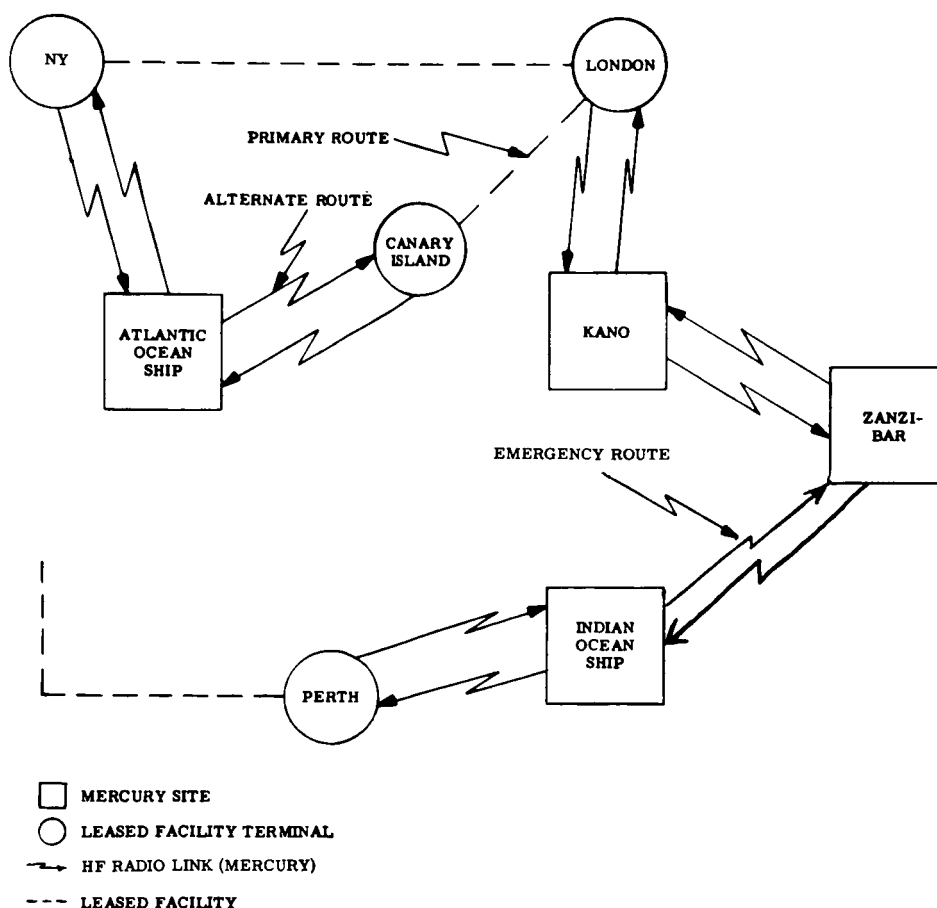 NY
LONDON
PRIMARY ROUTE
ALTERNATE ROUTE
CANARY
ISLAND
ATLANTIC
OCEAN
SHIP
KANO
ZANZI-
BAR
EMERGENCY ROUTE
INDIAN
OCEAN
SHIP
PERTH
MERCURY SITE
LEASED FACILITY TERMINAL
HF RADIO LINK (MERCURY)
LEASED FACILITY